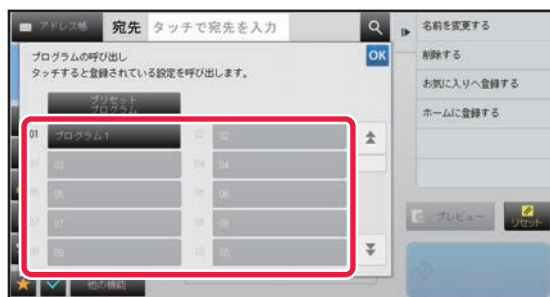 アドレス帳 宛先 タッチで宛先を入力
プログラムの呼び出し
タッチすると登録されている設定を呼び出します。
OK
プリセット
プログラム
01 プログラム1 02 02
03 03 04 04
05 05 06 06
07 07 08 08
09 09 10 10
他の機能
名前を変更する
削除する
お気に入りへ登録する
ホームに登録する
プレビュー
リセット